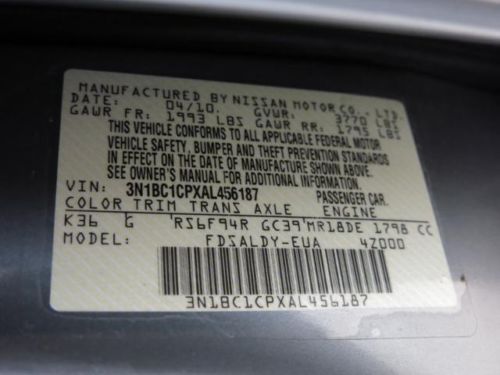 MANUFACTURED BY NISSAN MOTOR CO., LTD.
DATE: 04/10. GVWR: 3770 LBS
GAWR FR: 1993 LBS GAWR RR: 1795 LBS
THIS VEHICLE CONFORMS TO ALL APPLICABLE FEDERAL MOTOR
VEHICLE SAFETY, BUMPER AND THEFT PREVENTION STANDARDS
IN EFFECT ON THE DATE OF MANUFACTURE SHOWN ABOVE.
SEE OWNER'S MANUAL FOR ADDITIONAL INFORMATION.
VIN: 3N1BC1CPXAL456187 PASSENGER CAR.
COLOR TRIM TRANS AXLE ENGINE
K36 G RS6F94R GC39 MR18DE 1798 CC
MODEL: FDSALDY-EUA 4Z000
3N1BC1CPXAL456187